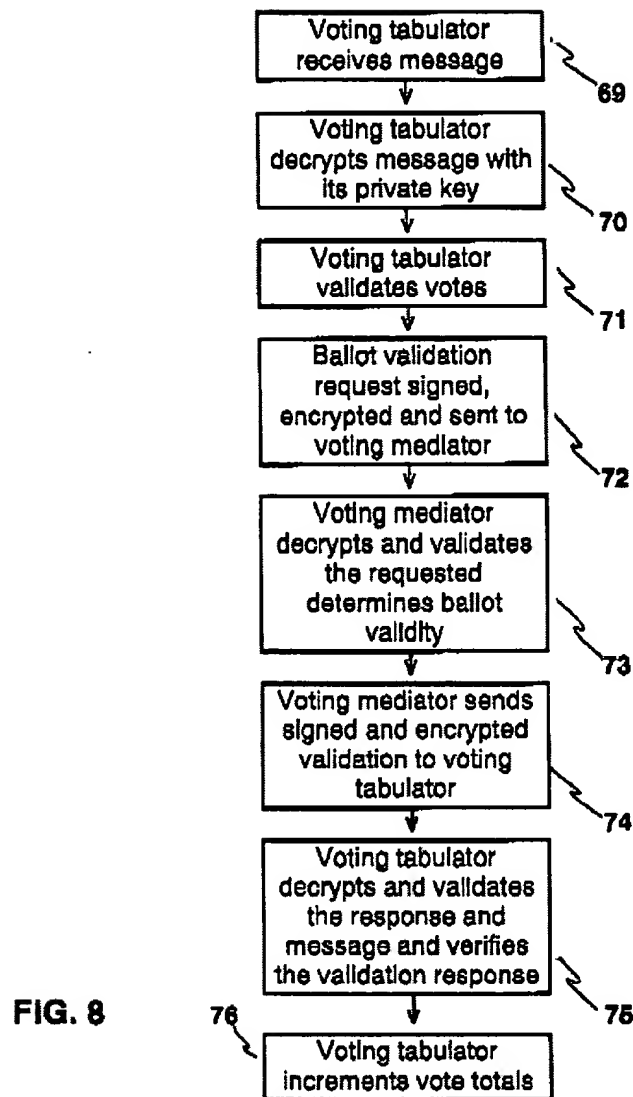 Voting tabulator
receives message
69
Voting tabulator
decrypts message with
its private key
70
Voting tabulator
validates votes
71
Ballot validation
request signed,
encrypted and sent to
voting mediator
72
Voting mediator
decrypts and validates
the requested
determines ballot
validity
73
Voting mediator sends
signed and encrypted
validation to voting
tabulator
74
Voting tabulator
decrypts and validates
the response and
message and verifies
the validation response
75
FIG. 8
76
Voting tabulator
increments vote totals